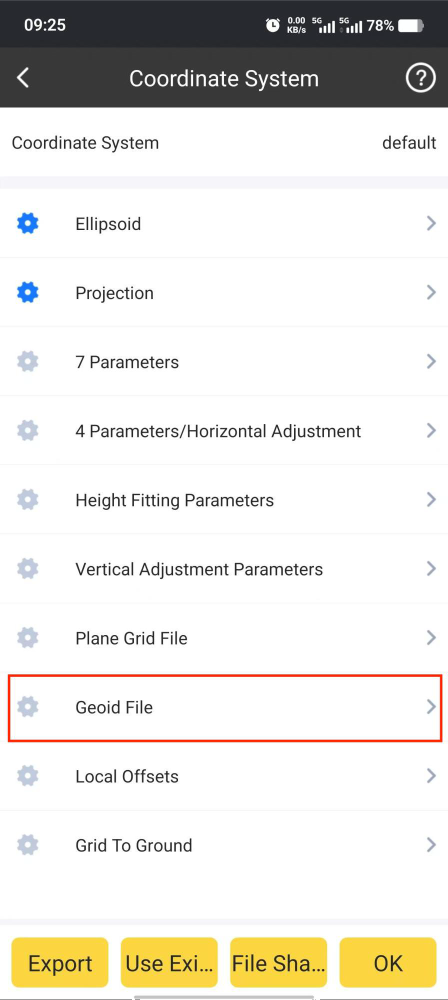 09:25 0.00 KB/s 5G 5G 78%
Coordinate System ?
Coordinate System default
Ellipsoid
Projection
7 Parameters
4 Parameters/Horizontal Adjustment
Height Fitting Parameters
Vertical Adjustment Parameters
Plane Grid File
Geoid File
Local Offsets
Grid To Ground
Export Use Exi... File Sha... OK